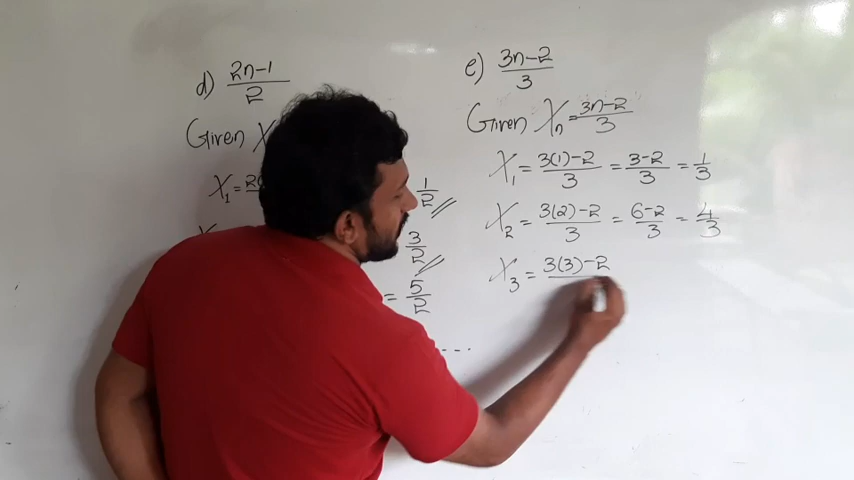 d) 2n-1/2
Given X
X₁ = 2( 1/2
3/2
= 5/2
....
e) 3n-2/3
Given Xₙ = 3n-2/3
X₁ = 3(1)-2/3 = 3-2/3 = 1/3
X₂ = 3(2)-2/3 = 6-2/3 = 4/3
X₃ = 3(3)-2